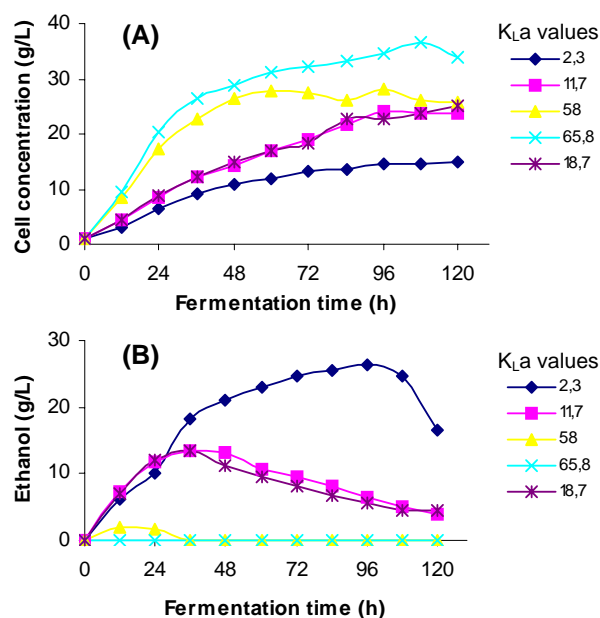 (A)
Cell concentration (g/L)
40
30
20
10
0
0 24 48 72 96 120
Fermentation time (h)
KLa values
2,3
11,7
58
65,8
18,7
(B)
Ethanol (g/L)
30
20
10
0
0 24 48 72 96 120
Fermentation time (h)
KLa values
2,3
11,7
58
65,8
18,7